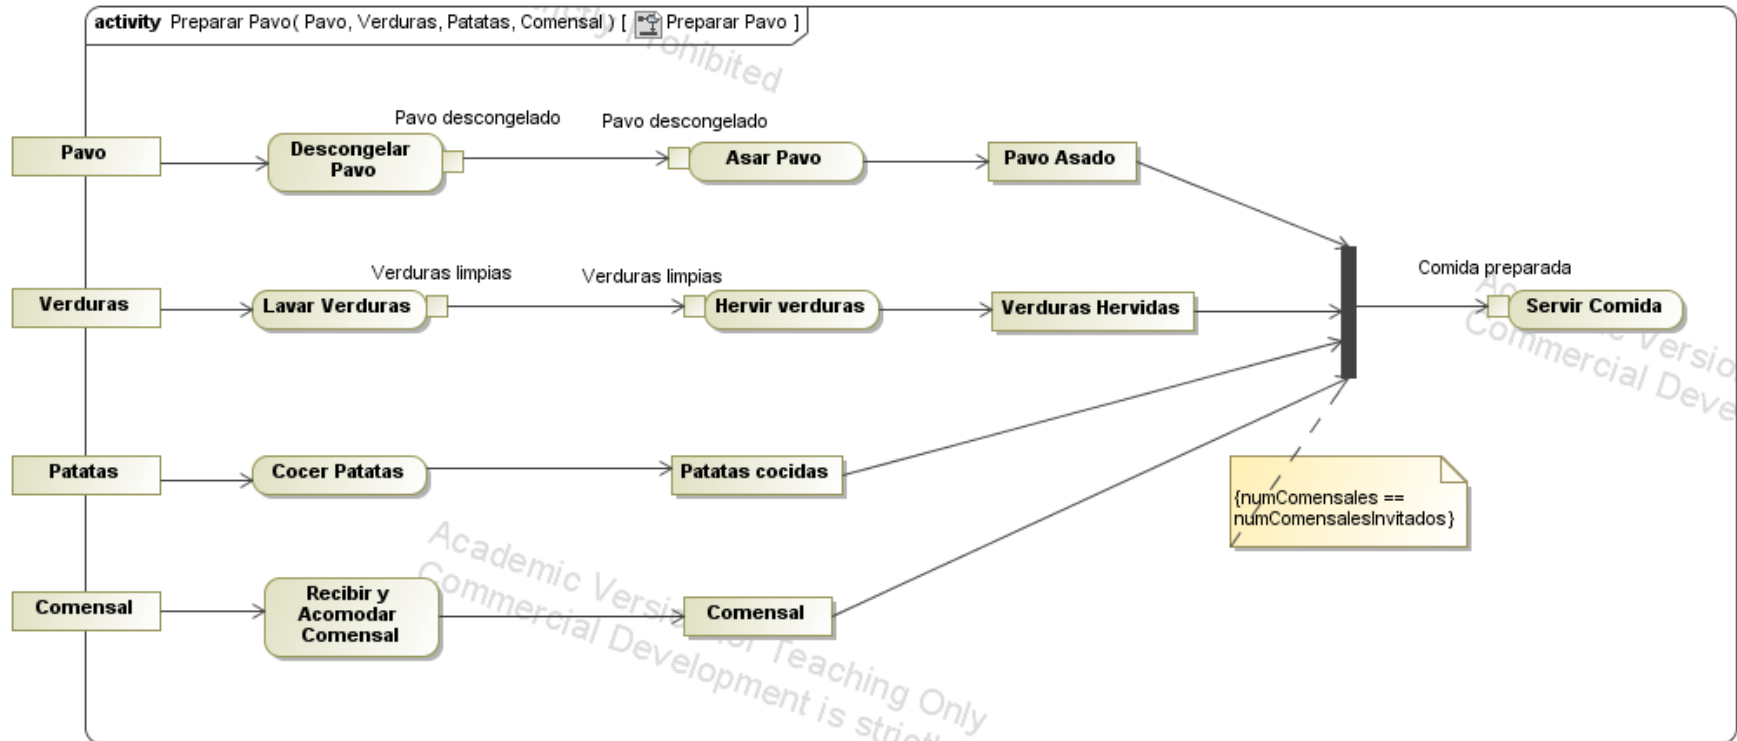 activity Preparar Pavo( Pavo, Verduras, Patatas, Comensal ) [ Preparar Pavo ]
Prohibited
Pavo descongelado
Pavo descongelado
Pavo
Descongelar
Pavo
Asar Pavo
Pavo Asado
Verduras limpias
Verduras limpias
Comida preparada
Verduras
Lavar Verduras
Hervir verduras
Verduras Hervidas
Servir Comida
Patatas
Cocer Patatas
Patatas cocidas
{numComensales ==
numComensalesInvitados}
Comensal
Recibir y
Acomodar
Comensal
Comensal
Academic Version for Teaching Only
Commercial Development is strictly